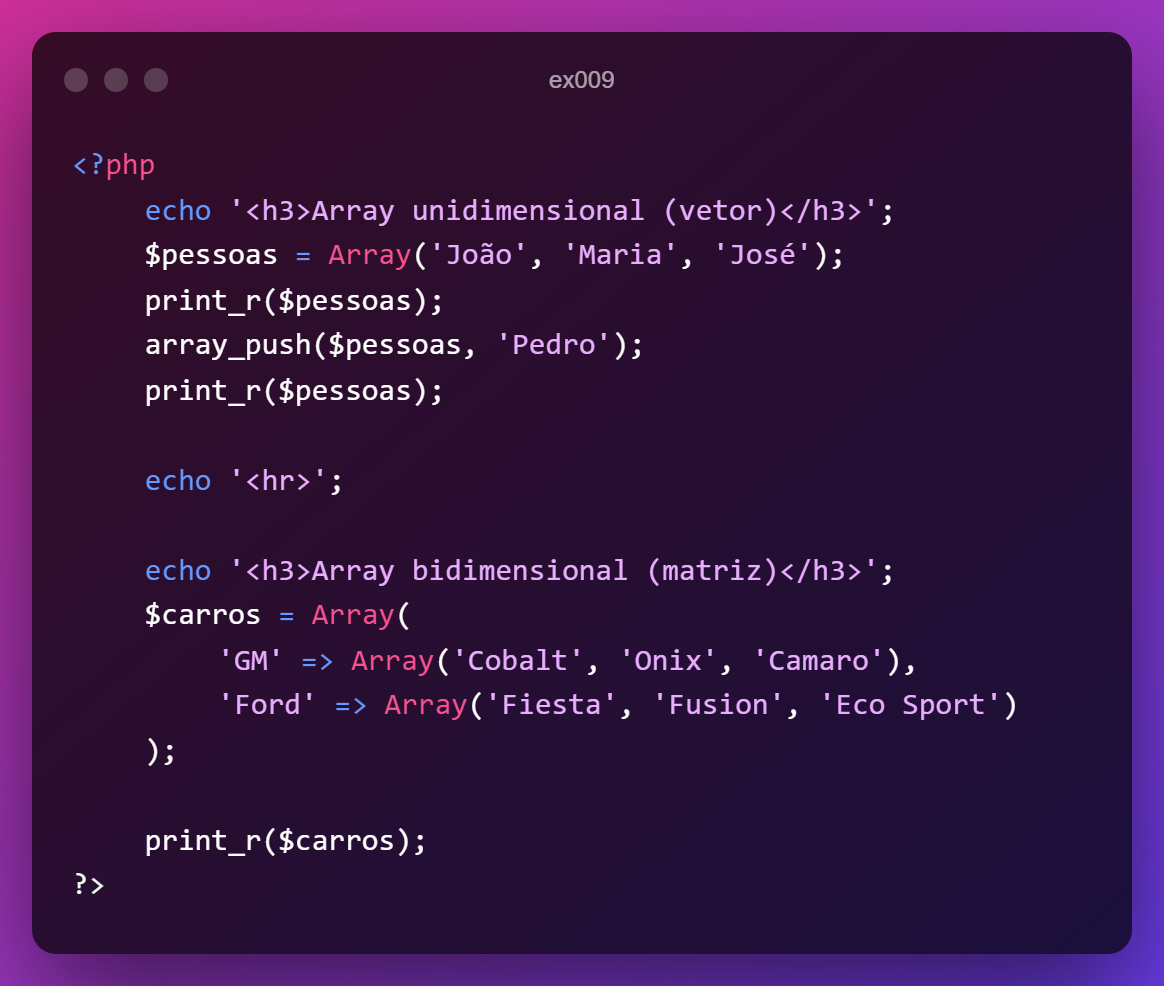 ex009
<?php
echo '<h3>Array unidimensional (vetor)</h3>';
$pessoas = Array('João', 'Maria', 'José');
print_r($pessoas);
array_push($pessoas, 'Pedro');
print_r($pessoas);
echo '<hr>';
echo '<h3>Array bidimensional (matriz)</h3>';
$carros = Array(
'GM' => Array('Cobalt', 'Onix', 'Camaro'),
'Ford' => Array('Fiesta', 'Fusion', 'Eco Sport')
);
print_r($carros);
?>